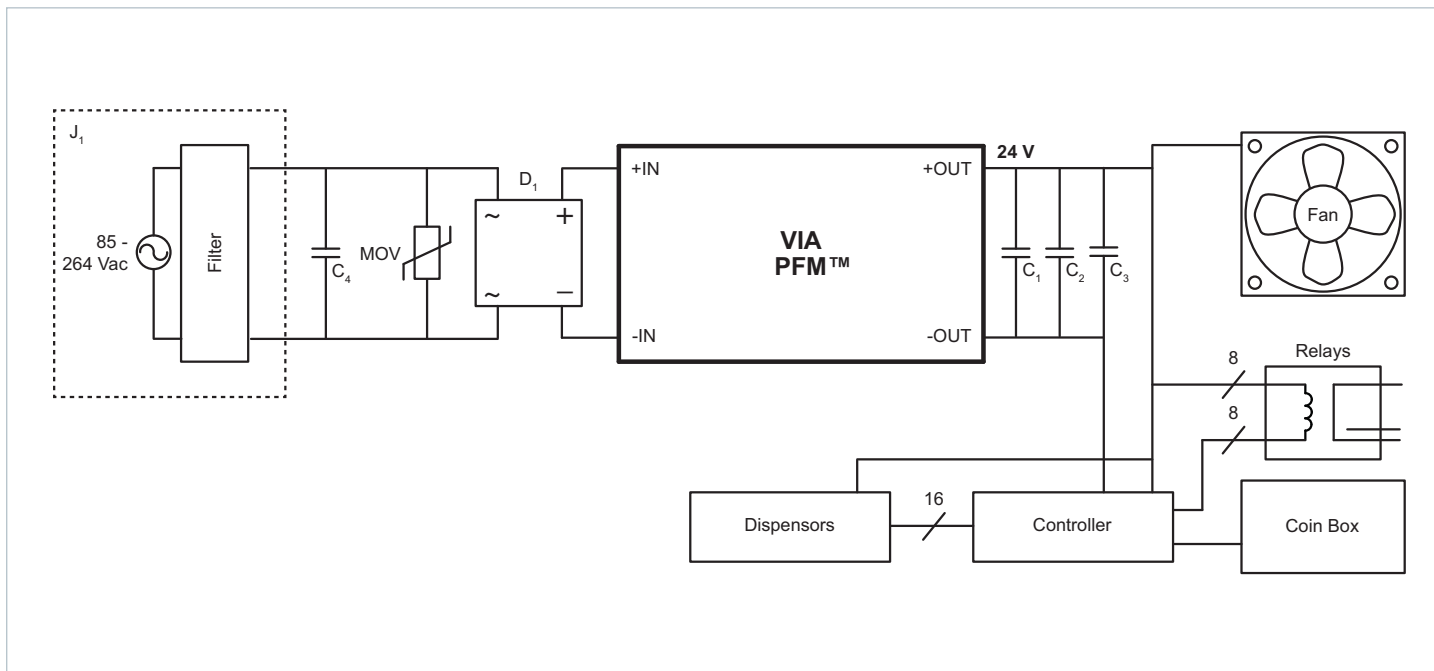 J₁
85 -
264 Vac
Filter
C₄
MOV
D₁
~
~
+
–
+IN
-IN
VIA
PFM™
+OUT
-OUT
24 V
C₁
C₂
C₃
Fan
8
8
Relays
Dispensors
16
Controller
Coin Box